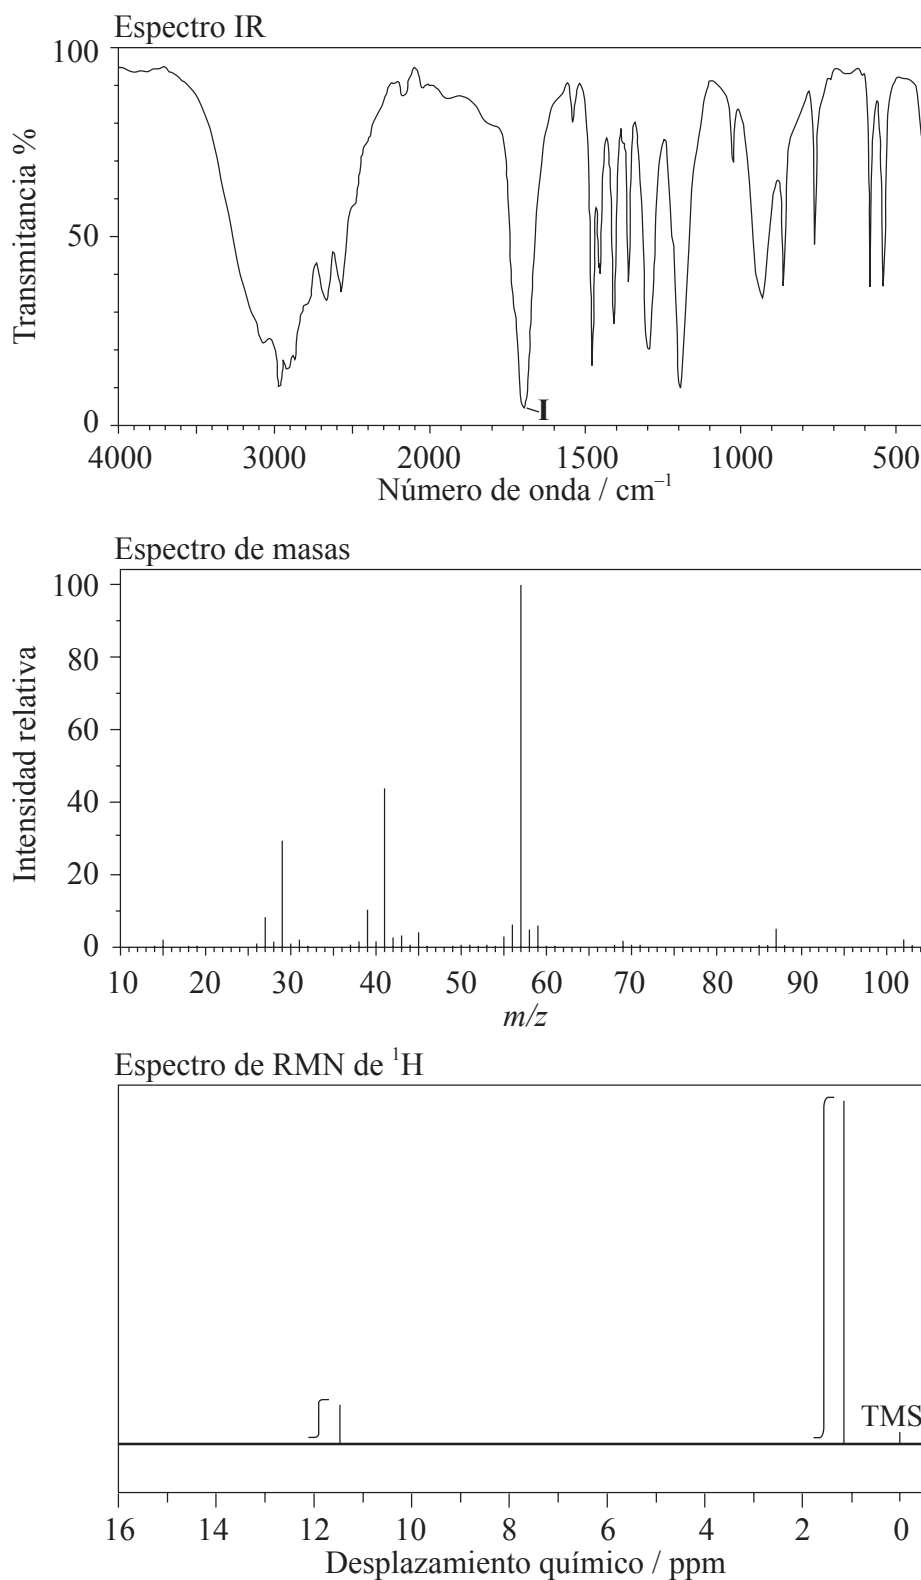 Espectro IR
Transmitancia %
100
50
0
I
4000 3000 2000 1500 1000 500
Número de onda / cm⁻¹
Espectro de masas
Intensidad relativa
100
80
60
40
20
0
10 20 30 40 50 60 70 80 90 100
m/z
Espectro de RMN de ¹H
TMS
16 14 12 10 8 6 4 2 0
Desplazamiento químico / ppm